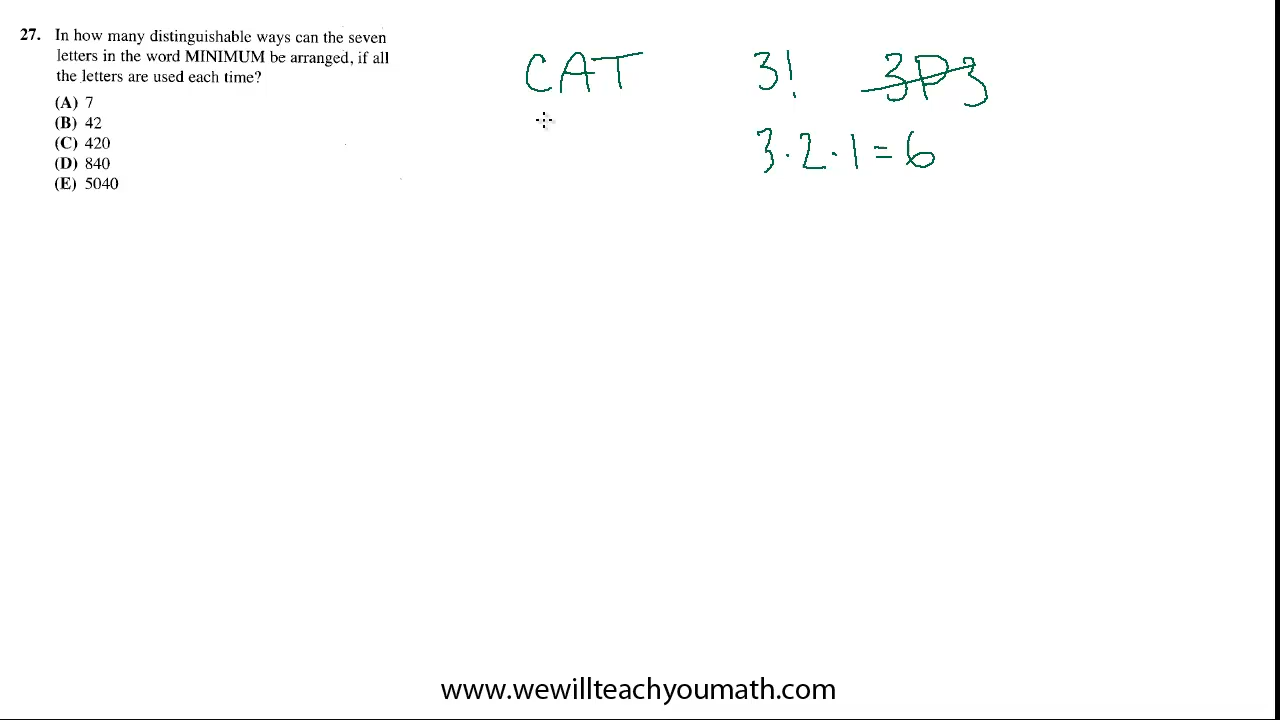 27. In how many distinguishable ways can the seven
letters in the word MINIMUM be arranged, if all
the letters are used each time?
(A) 7
(B) 42
(C) 420
(D) 840
(E) 5040
CAT 3! 3P3
3·2·1=6
www.wewillteachyoumath.com